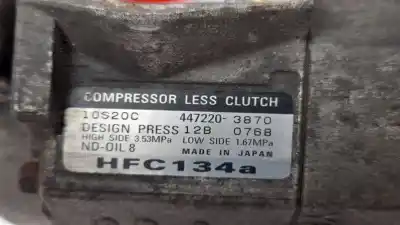 COMPRESSOR LESS CLUTCH
10S20C 447220-3870
DESIGN PRESS 12B 0768
HIGH SIDE 3.53MPa LOW SIDE 1.67MPa
ND-OIL 8 MADE IN JAPAN
HFC134a